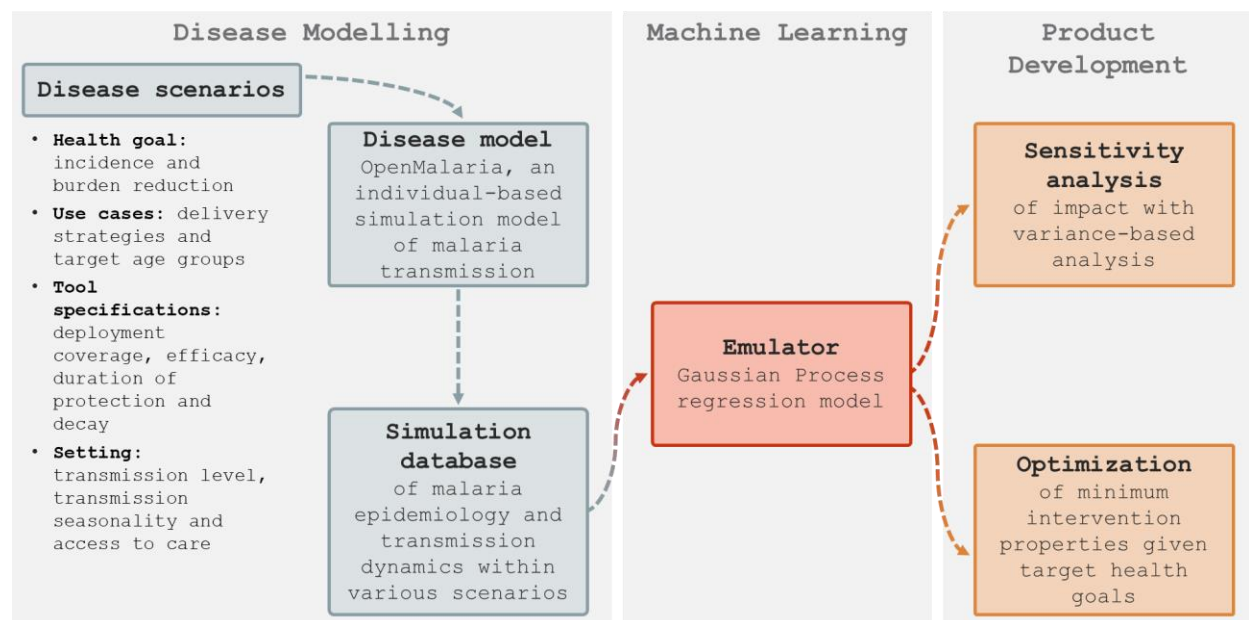 Disease Modelling
Disease scenarios
• Health goal:
incidence and
burden reduction
• Use cases: delivery
strategies and
target age groups
• Tool
specifications:
deployment
coverage, efficacy,
duration of
protection and
decay
• Setting:
transmission level,
transmission
seasonality and
access to care
Disease model
OpenMalaria, an
individual-based
simulation model
of malaria
transmission
Simulation
database
of malaria
epidemiology and
transmission
dynamics within
various scenarios
Machine Learning
Emulator
Gaussian Process
regression model
Product
Development
Sensitivity
analysis
of impact with
variance-based
analysis
Optimization
of minimum
intervention
properties given
target health
goals